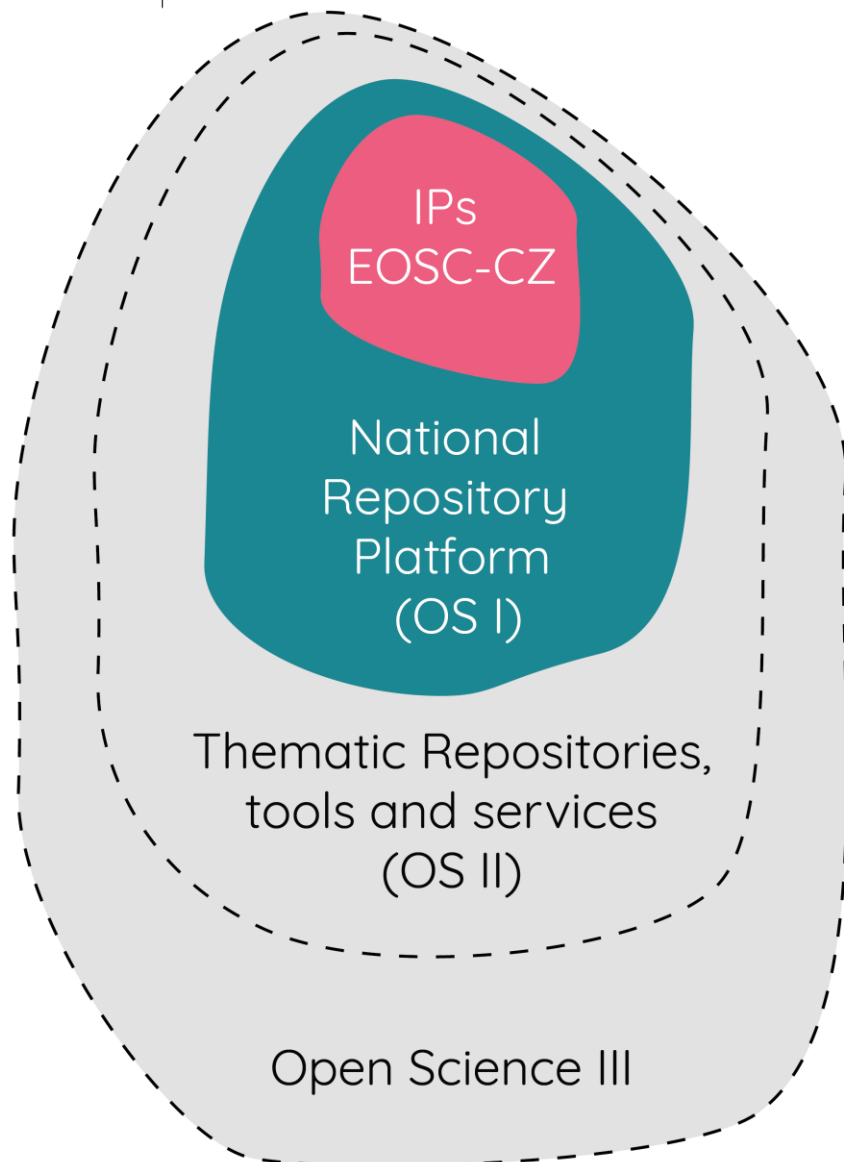 IPs
EOSC-CZ
National
Repository
Platform
(OS I)
Thematic Repositories,
tools and services
(OS II)
Open Science III